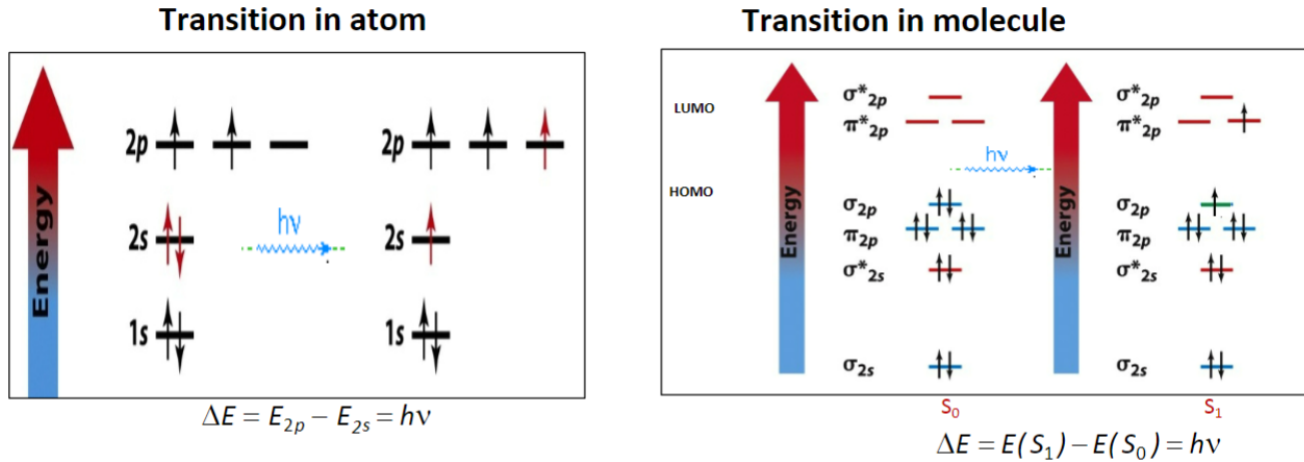 Transition in atom
Energy
2p
2s
1s
hν
2p
2s
1s
ΔE = E₂ₚ – E₂ₛ = hν
Transition in molecule
LUMO
HOMO
Energy
σ*₂ₚ
π*₂ₚ
σ₂ₚ
π₂ₚ
σ*₂ₛ
σ₂ₛ
S₀
hν
Energy
σ*₂ₚ
π*₂ₚ
σ₂ₚ
π₂ₚ
σ*₂ₛ
σ₂ₛ
S₁
ΔE = E(S₁) – E(S₀) = hν